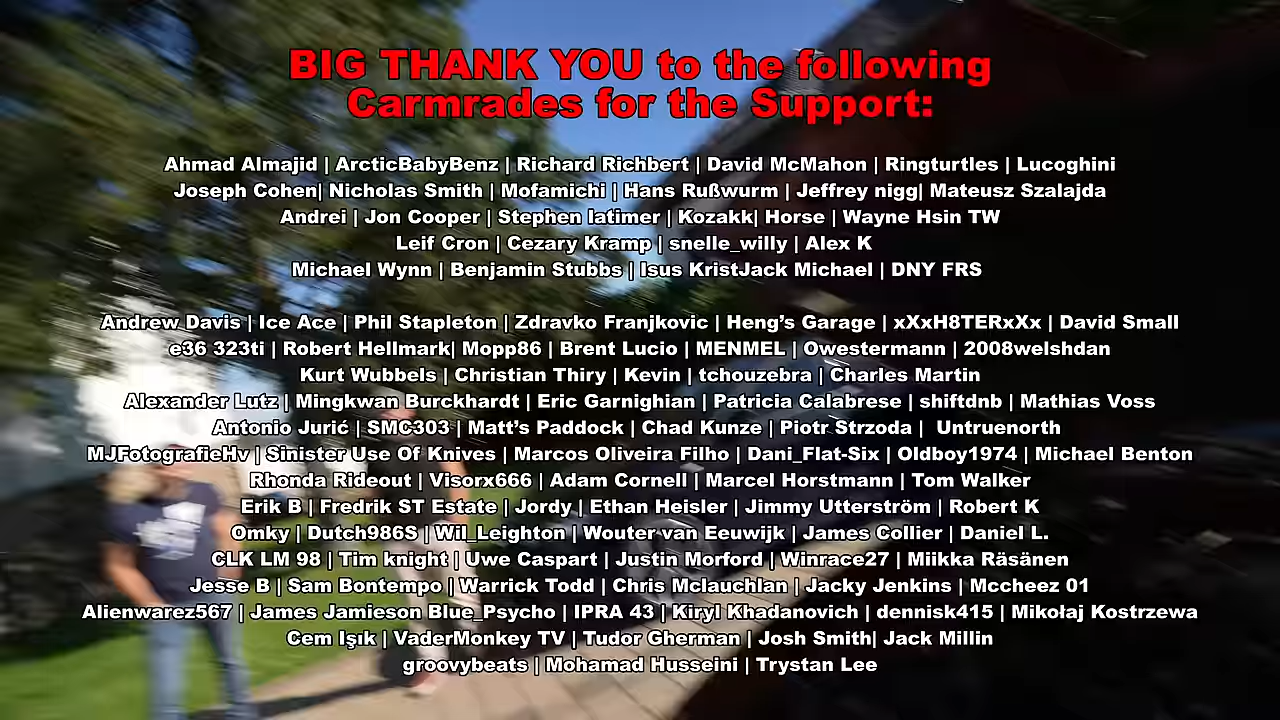 BIG THANK YOU to the following
Carmrades for the Support:
Ahmad Almajid | ArcticBabyBenz | Richard Richbert | David McMahon | Ringturtles | Lucoghini
Joseph Cohen| Nicholas Smith | Mofamichi | Hans Rußwurm | Jeffrey nigg| Mateusz Szalajda
Andrei | Jon Cooper | Stephen latimer | Kozakk| Horse | Wayne Hsin TW
Leif Cron | Cezary Kramp | snelle_willy | Alex K
Michael Wynn | Benjamin Stubbs | Isus KristJack Michael | DNY FRS
Andrew Davis | Ice Ace | Phil Stapleton | Zdravko Franjkovic | Heng’s Garage | xXxH8TERxXx | David Small
e36 323ti | Robert Hellmark| Mopp86 | Brent Lucio | MENMEL | Owestermann | 2008welshdan
Kurt Wubbels | Christian Thiry | Kevin | tchouzebra | Charles Martin
Alexander Lutz | Mingkwan Burckhardt | Eric Garnighian | Patricia Calabrese | shiftdnb | Mathias Voss
Antonio Jurić | SMC303 | Matt’s Paddock | Chad Kunze | Piotr Strzoda |  Untruenorth
MJFotografieHv | Sinister Use Of Knives | Marcos Oliveira Filho | Dani_Flat-Six | Oldboy1974 | Michael Benton
Rhonda Rideout | Visorx666 | Adam Cornell | Marcel Horstmann | Tom Walker
Erik B | Fredrik ST Estate | Jordy | Ethan Heisler | Jimmy Utterström | Robert K
Omky | Dutch986S | Wil_Leighton | Wouter van Eeuwijk | James Collier | Daniel L.
CLK LM 98 | Tim knight | Uwe Caspart | Justin Morford | Winrace27 | Miikka Räsänen
Jesse B | Sam Bontempo | Warrick Todd | Chris Mclauchlan | Jacky Jenkins | Mccheez 01
Alienwarez567 | James Jamieson Blue_Psycho | IPRA 43 | Kiryl Khadanovich | dennisk415 | Mikołaj Kostrzewa
Cem Işık | VaderMonkey TV | Tudor Gherman | Josh Smith| Jack Millin
groovybeats | Mohamad Husseini | Trystan Lee